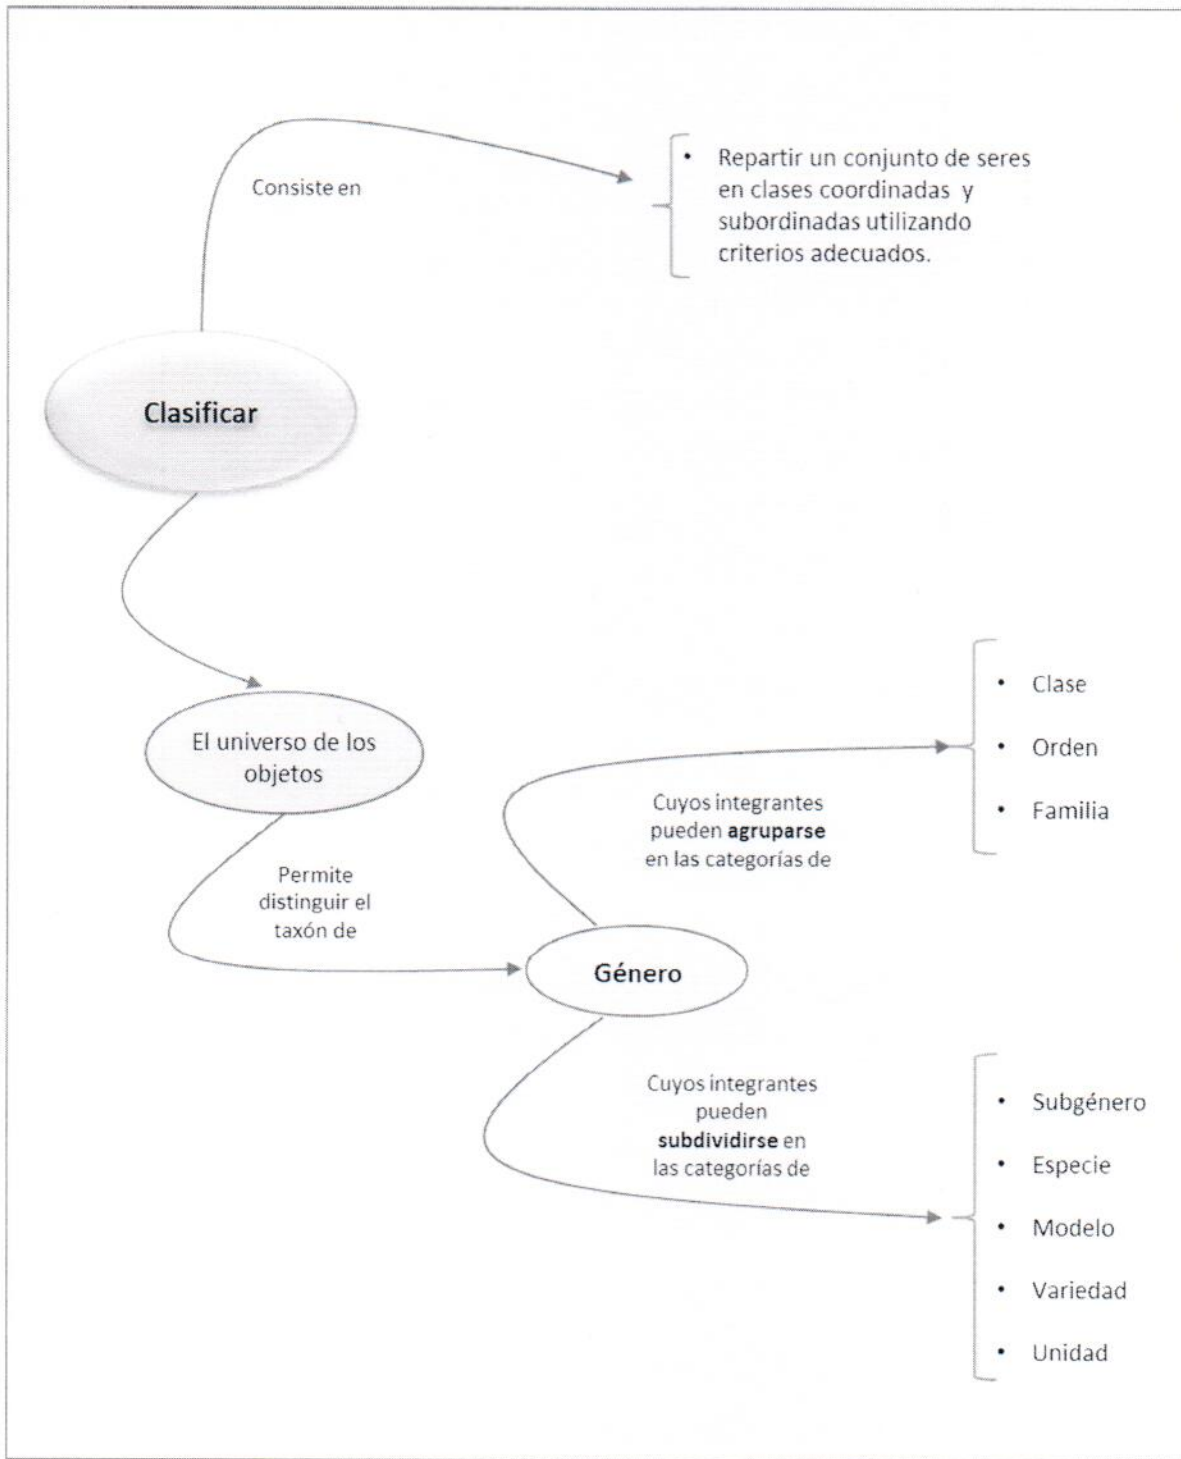 Consiste en
• Repartir un conjunto de seres
en clases coordinadas y
subordinadas utilizando
criterios adecuados.
Clasificar
El universo de los
objetos
Permite
distinguir el
taxón de
Género
Cuyos integrantes
pueden agruparse
en las categorías de
• Clase
• Orden
• Familia
Cuyos integrantes
pueden
subdividirse en
las categorías de
• Subgénero
• Especie
• Modelo
• Variedad
• Unidad